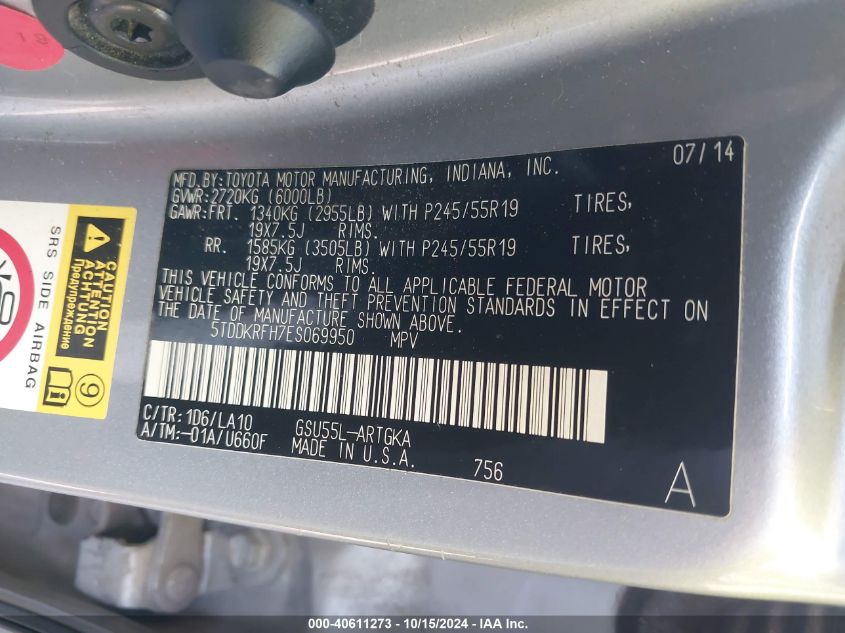 18
07/14
MFD.BY:TOYOTA MOTOR MANUFACTURING, INDIANA, INC.
GVWR:2720KG (6000LB)
GAWR:FRT. 1340KG (2955LB) WITH P245/55R19 TIRES,
19X7.5J RIMS.
RR. 1585KG (3505LB) WITH P245/55R19 TIRES,
19X7.5J RIMS.
THIS VEHICLE CONFORMS TO ALL APPLICABLE FEDERAL MOTOR
VEHICLE SAFETY AND THEFT PREVENTION STANDARDS IN EFFECT ON
THE DATE OF MANUFACTURE SHOWN ABOVE.
5TDDKRFH7ES069950 MPV
C/TR:1D6/LA10 GSU55L-ARTGKA
A/TM:-01A/U660F MADE IN U.S.A. 756
A
SRS SIDE AIRBAG
CAUTION
ATTENTION
ACHTUNG
Предупреждение
9
000-40611273 - 10/15/2024 - IAA Inc.